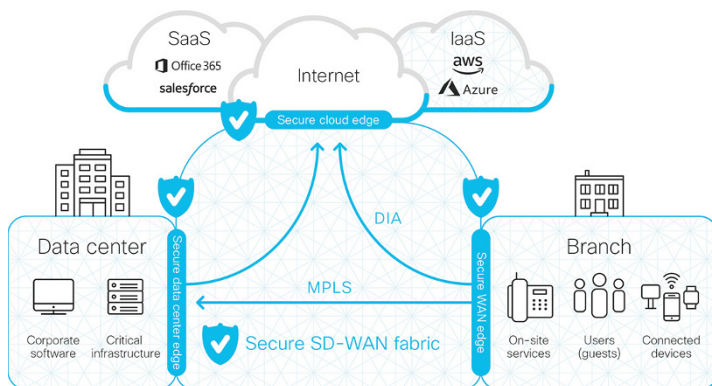 SaaS
Office 365
salesforce
Internet
IaaS
aws
Azure
Secure cloud edge
Data center
Corporate
software
Critical
infrastructure
Secure data center edge
DIA
MPLS
Secure SD-WAN fabric
Secure WAN edge
Branch
On-site
services
Users
(guests)
Connected
devices